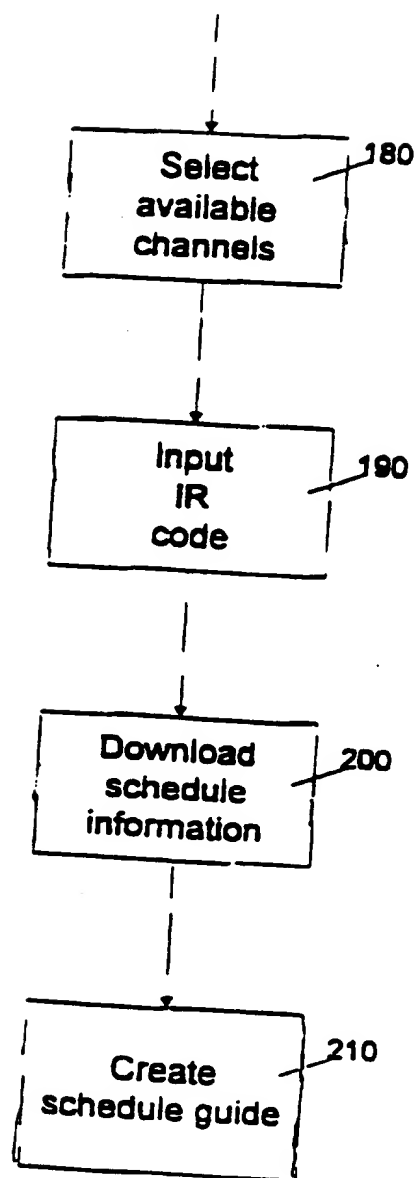 Select
available
channels
180
Input
IR
code
190
Download
schedule
information
200
Create
schedule guide
210